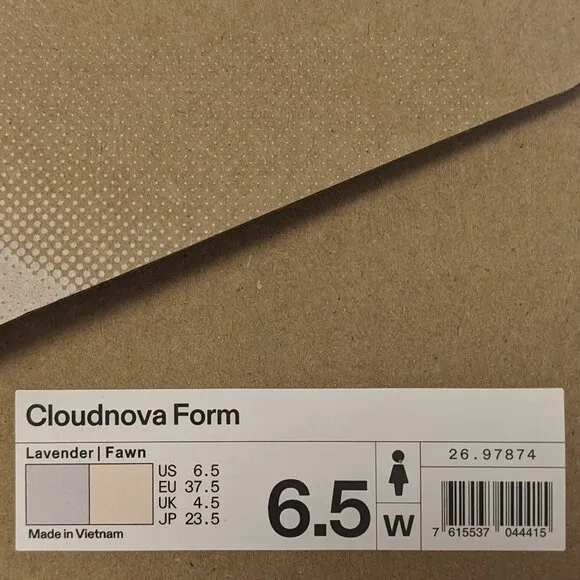 Cloudnova Form
Lavender | Fawn
US 6.5
EU 37.5
UK 4.5
JP 23.5
Made in Vietnam
6.5
W
26.97874
7 615537 044415